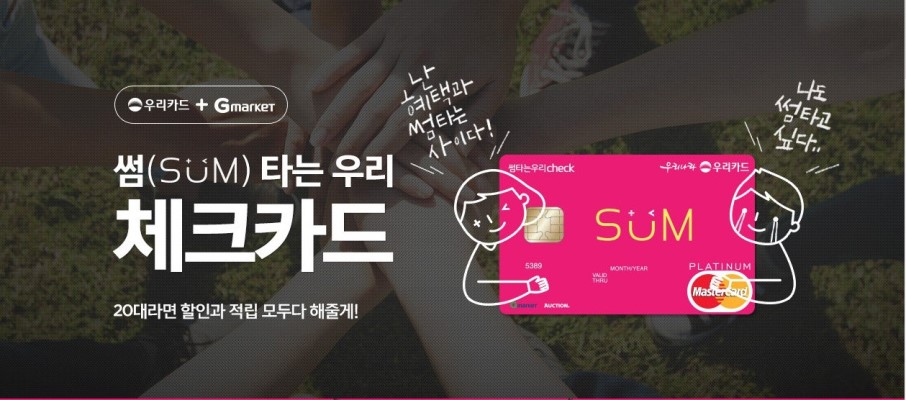 우리카드 + Gmarket
썸(SUM) 타는 우리
체크카드
20대라면 할인과 적립 모두다 해줄게!
난
혜택과
썸타는
사이다!
나도
썸타고
싶다..
썸타는우리check
우리나라 우리카드
SUM
5389
MONTH/YEAR
VALID
THRU
PLATINUM
MasterCard
Gmarket AUCTION.